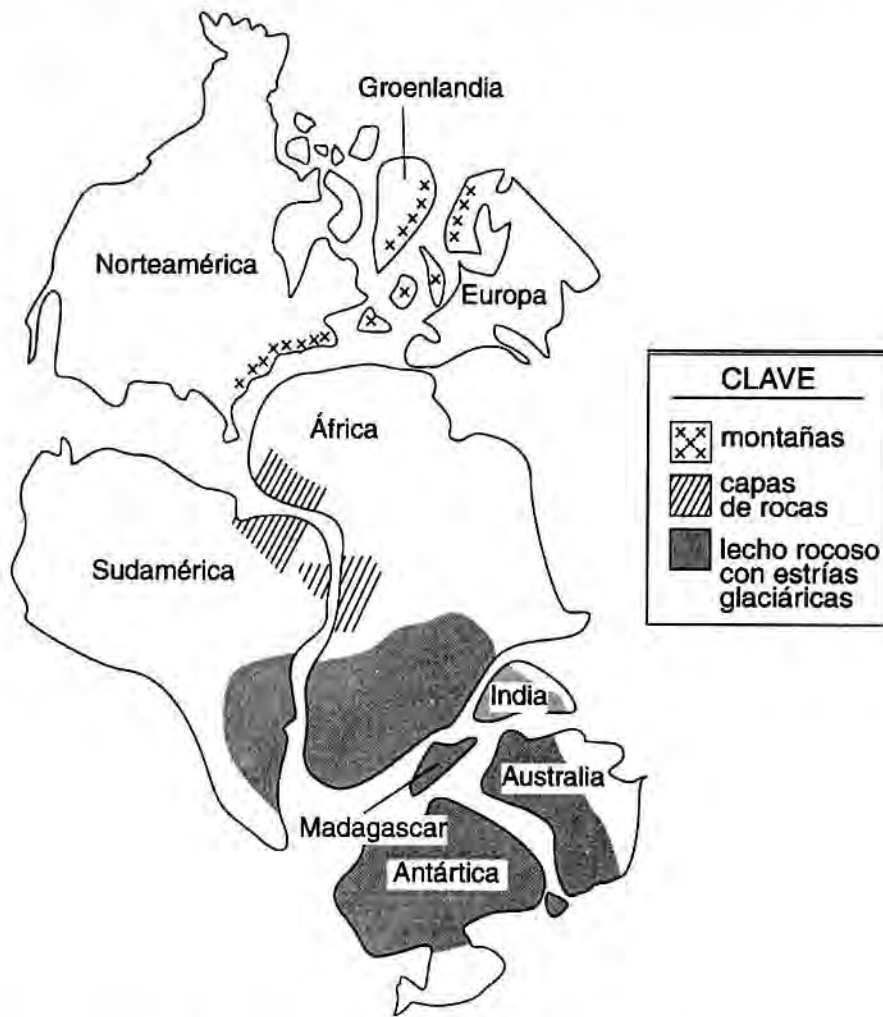 Groenlandia
Norteamérica
Europa
África
Sudamérica
India
Australia
Madagascar
Antártica
CLAVE
montañas
capas
de rocas
lecho rocoso
con estrías
glaciáricas